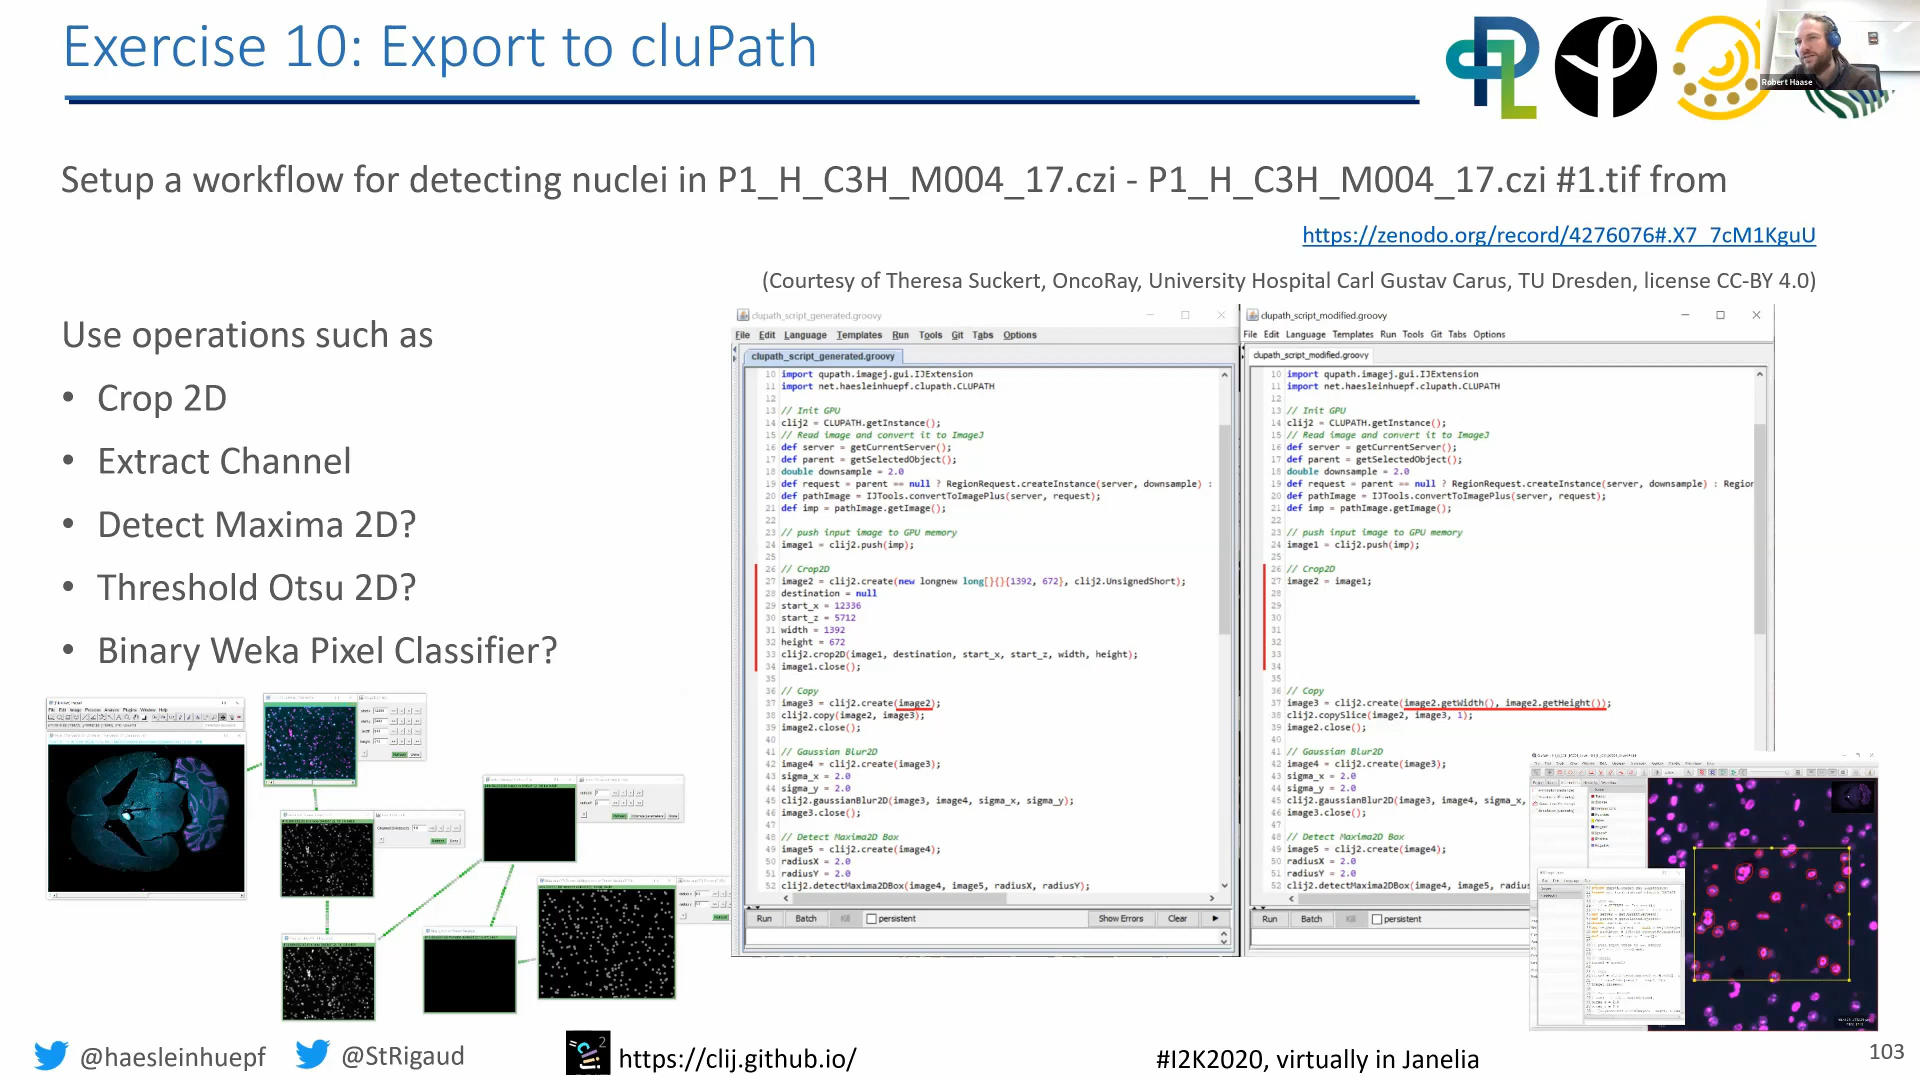 Exercise 10: Export to cluPath
Robert Haase
Setup a workflow for detecting nuclei in P1_H_C3H_M004_17.czi - P1_H_C3H_M004_17.czi #1.tif from
https://zenodo.org/record/4276076#.X7_7cM1KguU
(Courtesy of Theresa Suckert, OncoRay, University Hospital Carl Gustav Carus, TU Dresden, license CC-BY 4.0)
Use operations such as
• Crop 2D
• Extract Channel
• Detect Maxima 2D?
• Threshold Otsu 2D?
• Binary Weka Pixel Classifier?
clupath_script_generated.groovy
File Edit Language Templates Run Tools Git Tabs Options
clupath_script_generated.groovy
10 import qupath.imagej.gui.IJExtension
11 import net.haesleinhuepf.clupath.CLUPATH
12
13 // Init GPU
14 clij2 = CLUPATH.getInstance();
15 // Read image and convert it to ImageJ
16 def server = getCurrentServer();
17 def parent = getSelectedObject();
18 double downsample = 2.0
19 def request = parent == null ? RegionRequest.createInstance(server, downsample) :
20 def pathImage = IJTools.convertToImagePlus(server, request);
21 def imp = pathImage.getImage();
22
23 // push input image to GPU memory
24 image1 = clij2.push(imp);
25
26 // Crop2D
27 image2 = clij2.create(new longnew long[]{}{1392, 672}, clij2.UnsignedShort);
28 destination = null
29 start_x = 12336
30 start_z = 5712
31 width = 1392
32 height = 672
33 clij2.crop2D(image1, destination, start_x, start_z, width, height);
34 image1.close();
35
36 // Copy
37 image3 = clij2.create(image2);
38 clij2.copy(image2, image3);
39 image2.close();
40
41 // Gaussian Blur2D
42 image4 = clij2.create(image3);
43 sigma_x = 2.0
44 sigma_y = 2.0
45 clij2.gaussianBlur2D(image3, image4, sigma_x, sigma_y);
46 image3.close();
47
48 // Detect Maxima2D Box
49 image5 = clij2.create(image4);
50 radiusX = 2.0
51 radiusY = 2.0
52 clij2.detectMaxima2DBox(image4, image5, radiusX, radiusY);
Run Batch Kill persistent Show Errors Clear
clupath_script_modified.groovy
File Edit Language Templates Run Tools Git Tabs Options
clupath_script_modified.groovy
10 import qupath.imagej.gui.IJExtension
11 import net.haesleinhuepf.clupath.CLUPATH
12
13 // Init GPU
14 clij2 = CLUPATH.getInstance();
15 // Read image and convert it to ImageJ
16 def server = getCurrentServer();
17 def parent = getSelectedObject();
18 double downsample = 2.0
19 def request = parent == null ? RegionRequest.createInstance(server, downsample) : Region
20 def pathImage = IJTools.convertToImagePlus(server, request);
21 def imp = pathImage.getImage();
22
23 // push input image to GPU memory
24 image1 = clij2.push(imp);
25
26 // Crop2D
27 image2 = image1;
28
29
30
31
32
33
34
35
36 // Copy
37 image3 = clij2.create(image2.getWidth(), image2.getHeight());
38 clij2.copySlice(image2, image3, 1);
39 image2.close();
40
41 // Gaussian Blur2D
42 image4 = clij2.create(image3);
43 sigma_x = 2.0
44 sigma_y = 2.0
45 clij2.gaussianBlur2D(image3, image4, sigma_x,
46 image3.close();
47
48 // Detect Maxima2D Box
49 image5 = clij2.create(image4);
50 radiusX = 2.0
51 radiusY = 2.0
52 clij2.detectMaxima2DBox(image4, image5, radius
Run Batch Kill persistent
@haesleinhuepf
@StRigaud
https://clij.github.io/
#I2K2020, virtually in Janelia
103